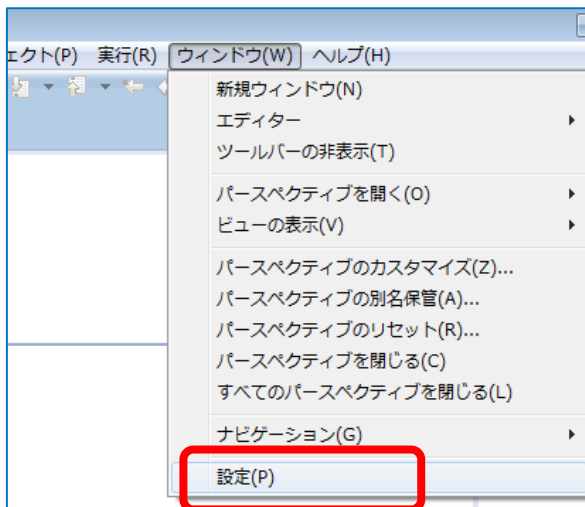 ェクト(P) 実行(R) ウィンドウ(W) ヘルプ(H)
新規ウィンドウ(N)
エディター
ツールバーの非表示(T)
パースペクティブを開く(O)
ビューの表示(V)
パースペクティブのカスタマイズ(Z)...
パースペクティブの別名保管(A)...
パースペクティブのリセット(R)...
パースペクティブを閉じる(C)
すべてのパースペクティブを閉じる(L)
ナビゲーション(G)
設定(P)